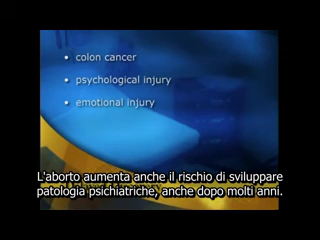 • colon cancer
• psychological injury
• emotional injury
L'aborto aumenta anche il rischio di sviluppare
patologia psichiatriche, anche dopo molti anni.